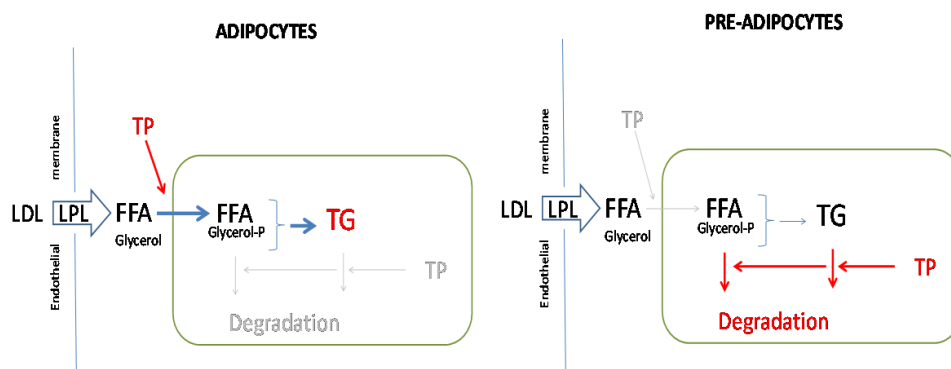 ADIPOCYTES
TP
membrane
LDL LPL FFA FFA TG
Glycerol Glycerol-P
Endothelial
TP
Degradation
PRE-ADIPOCYTES
TP
membrane
LDL LPL FFA FFA TG
Glycerol Glycerol-P
Endothelial
TP
Degradation